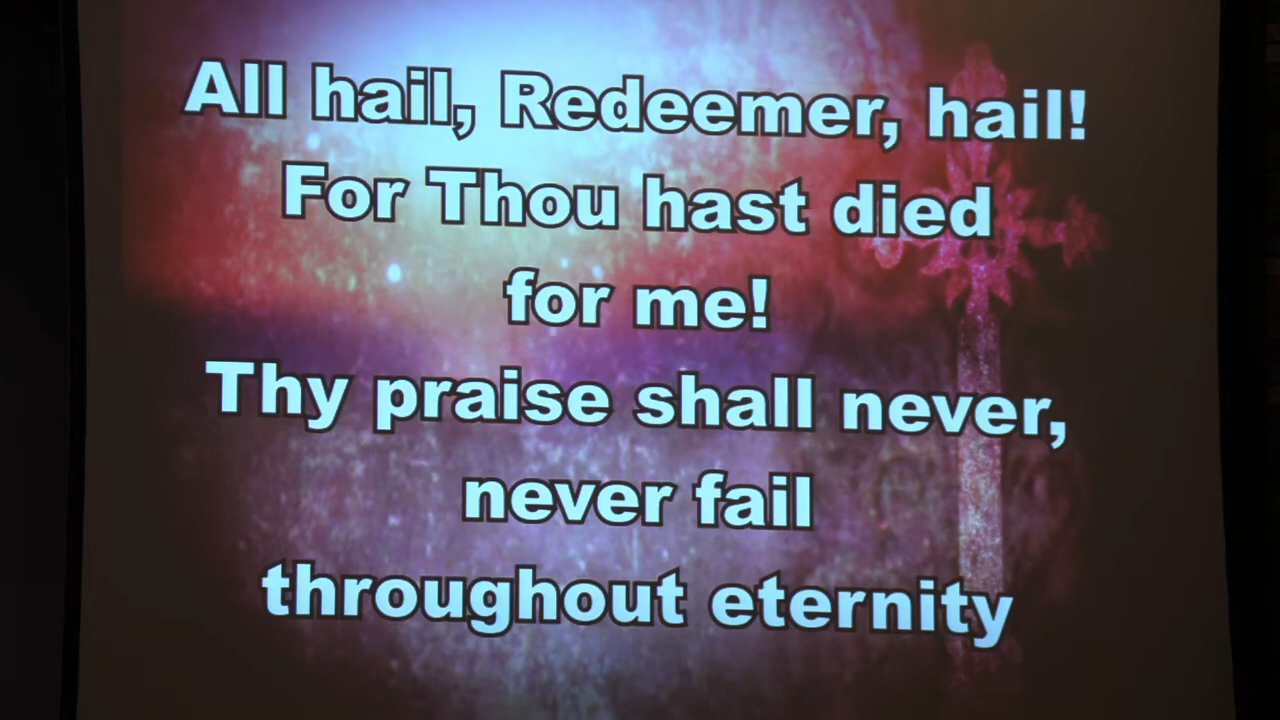 All hail, Redeemer, hail!
For Thou hast died
for me!
Thy praise shall never,
never fail
throughout eternity